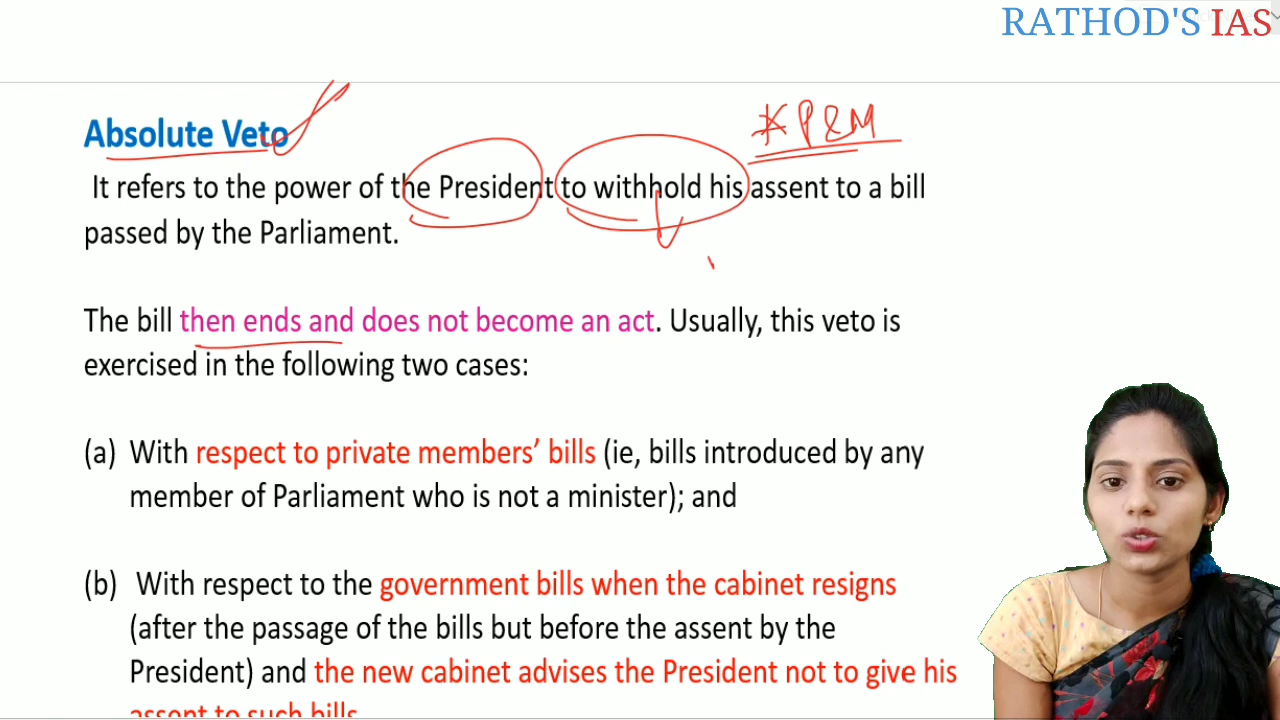 RATHOD'S IAS
Absolute Veto
* P & M
It refers to the power of the President to withhold his assent to a bill
passed by the Parliament.
The bill then ends and does not become an act. Usually, this veto is
exercised in the following two cases:
(a) With respect to private members’ bills (ie, bills introduced by any
member of Parliament who is not a minister); and
(b) With respect to the government bills when the cabinet resigns
(after the passage of the bills but before the assent by the
President) and the new cabinet advises the President not to give his
assent to such bills